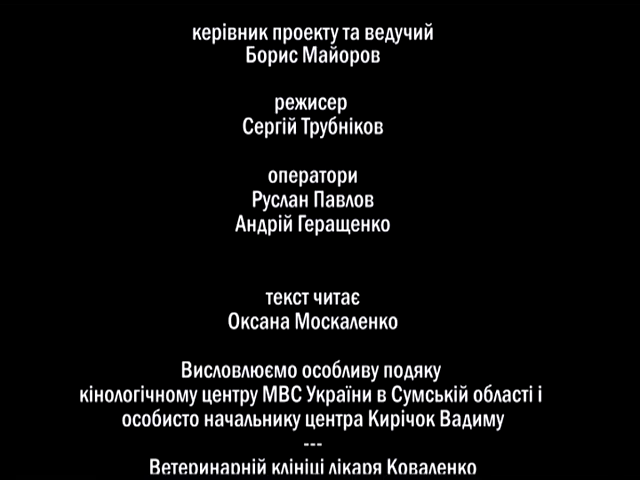 керівник проекту та ведучий
Борис Майоров
режисер
Сергій Трубніков
оператори
Руслан Павлов
Андрій Геращенко
текст читає
Оксана Москаленко
Висловлюємо особливу подяку
кінологічному центру МВС України в Сумській області і
особисто начальнику центра Кирічок Вадиму
---
Ветеринарній клініці лікаря Коваленко